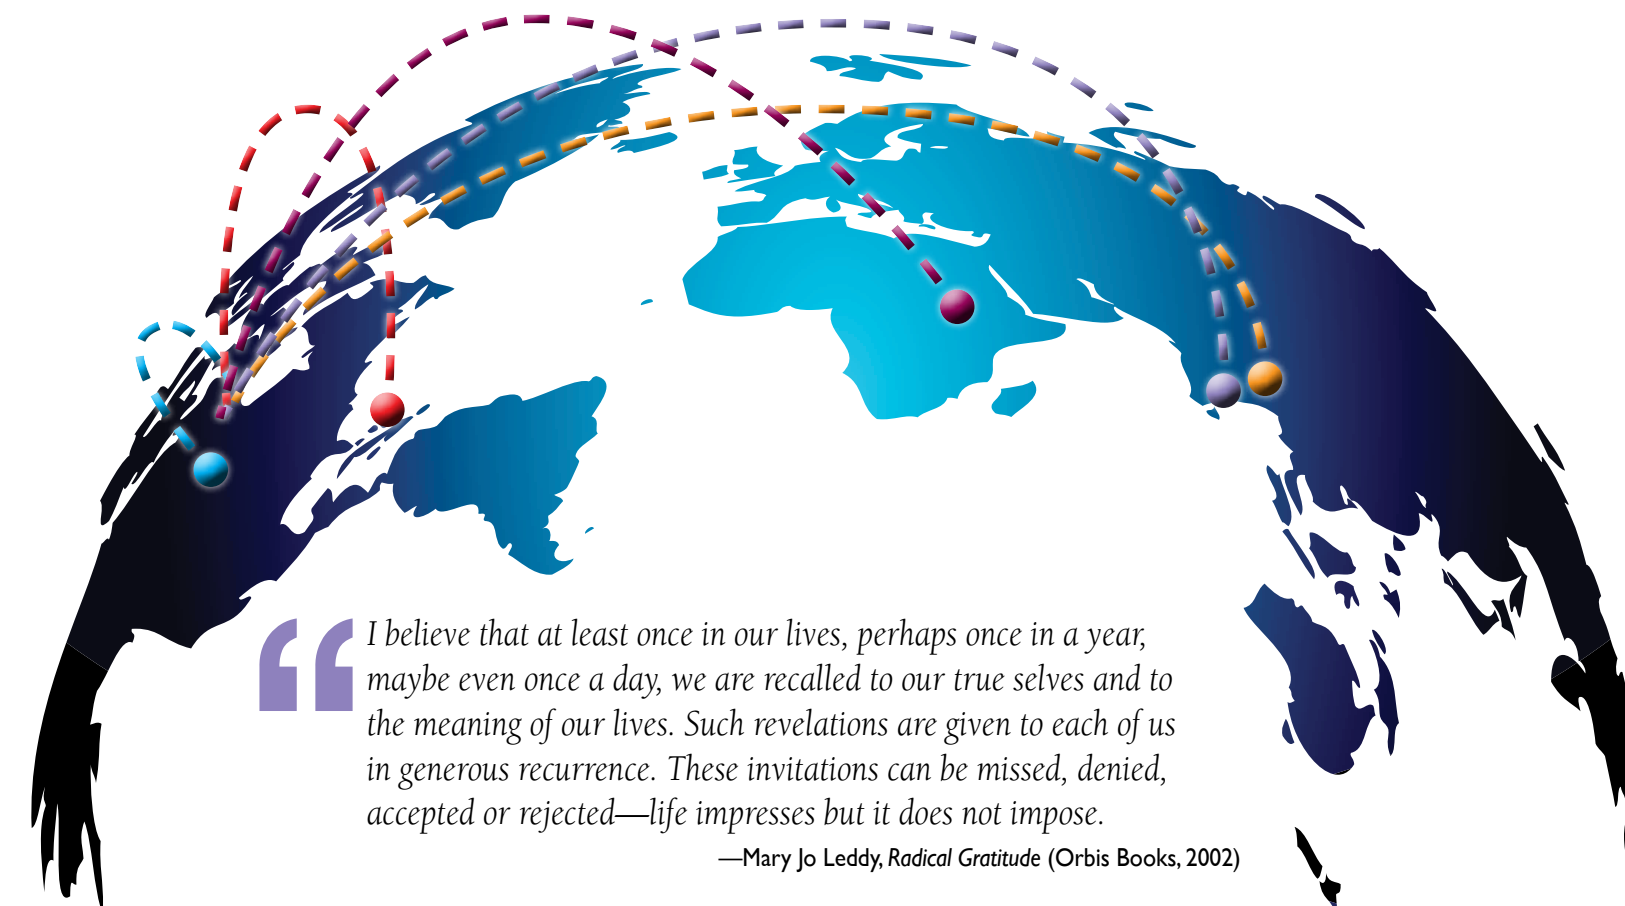 “
I believe that at least once in our lives, perhaps once in a year,
maybe even once a day, we are recalled to our true selves and to
the meaning of our lives. Such revelations are given to each of us
in generous recurrence. These invitations can be missed, denied,
accepted or rejected—life impresses but it does not impose.
—Mary Jo Leddy, Radical Gratitude (Orbis Books, 2002)